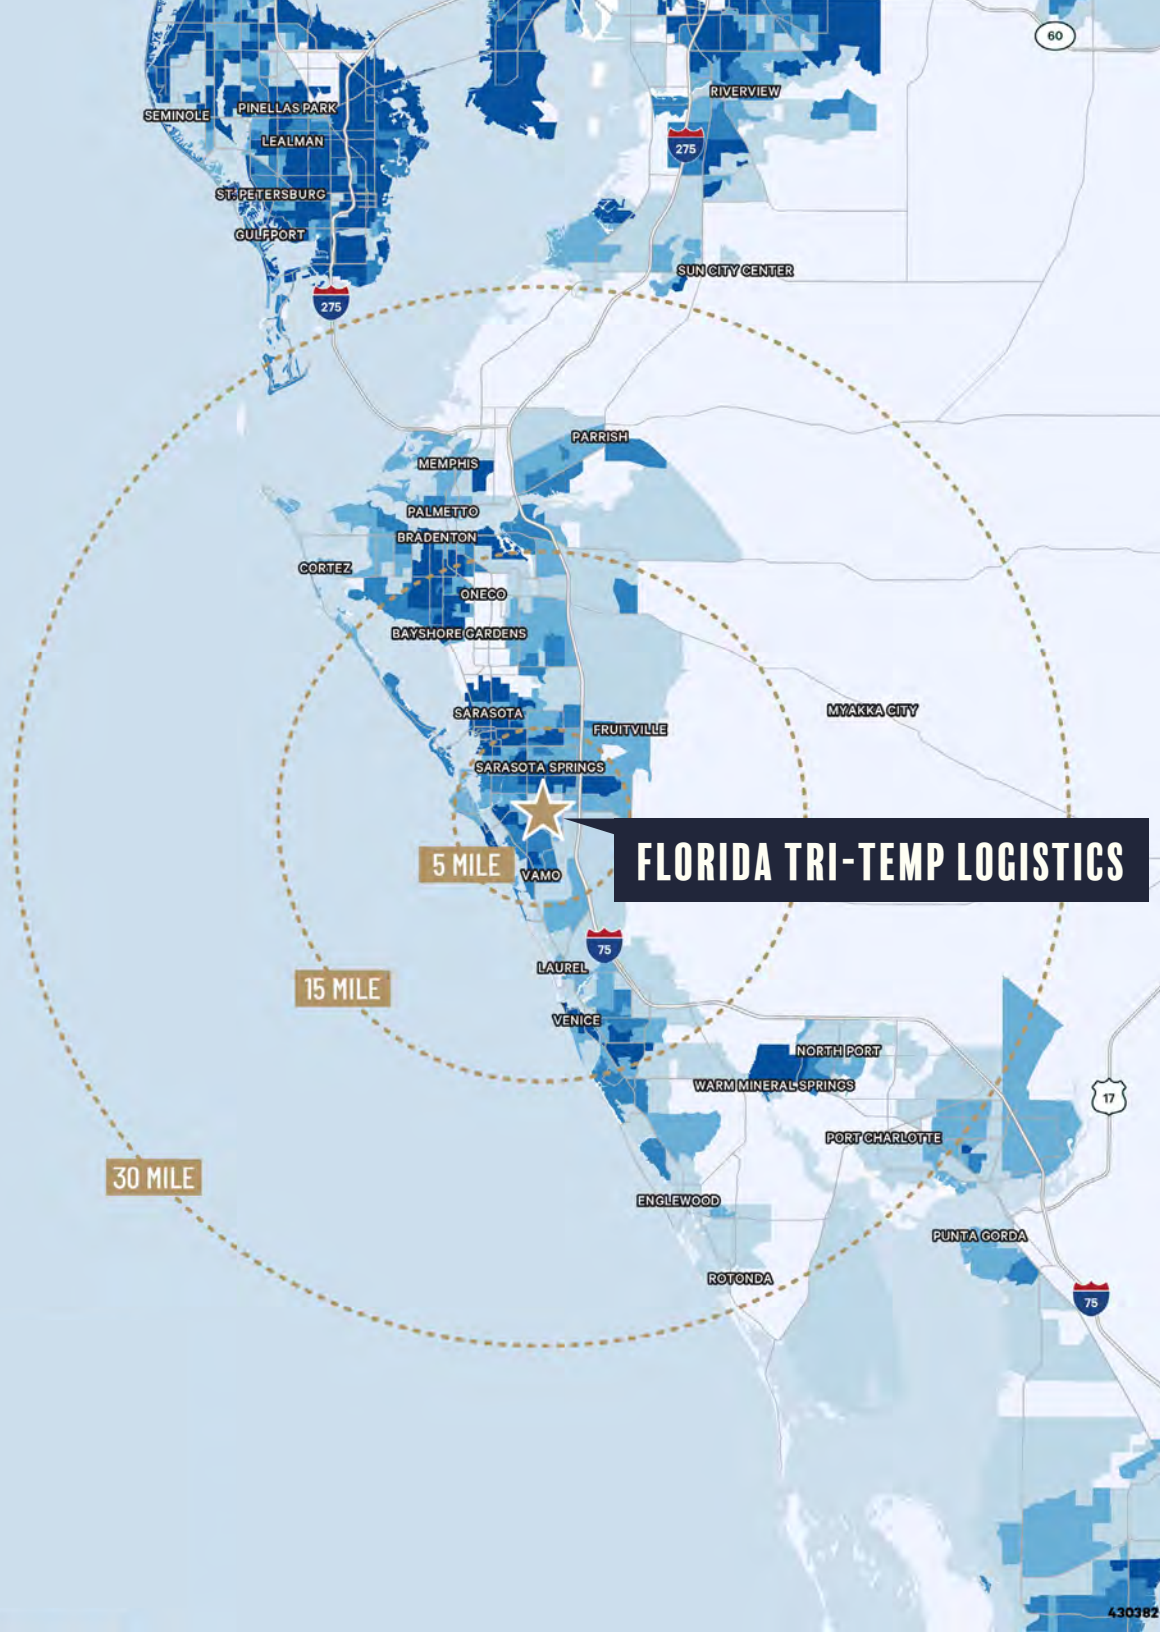 60
RIVERVIEW
SEMINOLE
PINELLAS PARK
LEALMAN
275
ST. PETERSBURG
GULFPORT
SUN CITY CENTER
275
PARRISH
MEMPHIS
PALMETTO
BRADENTON
CORTEZ
ONECO
BAYSHORE GARDENS
MYAKKA CITY
SARASOTA
FRUITVILLE
SARASOTA SPRINGS
FLORIDA TRI-TEMP LOGISTICS
5 MILE
VAMO
75
LAUREL
15 MILE
VENICE
NORTH PORT
WARM MINERAL SPRINGS
17
PORT CHARLOTTE
30 MILE
ENGLEWOOD
PUNTA GORDA
ROTONDA
75
430382